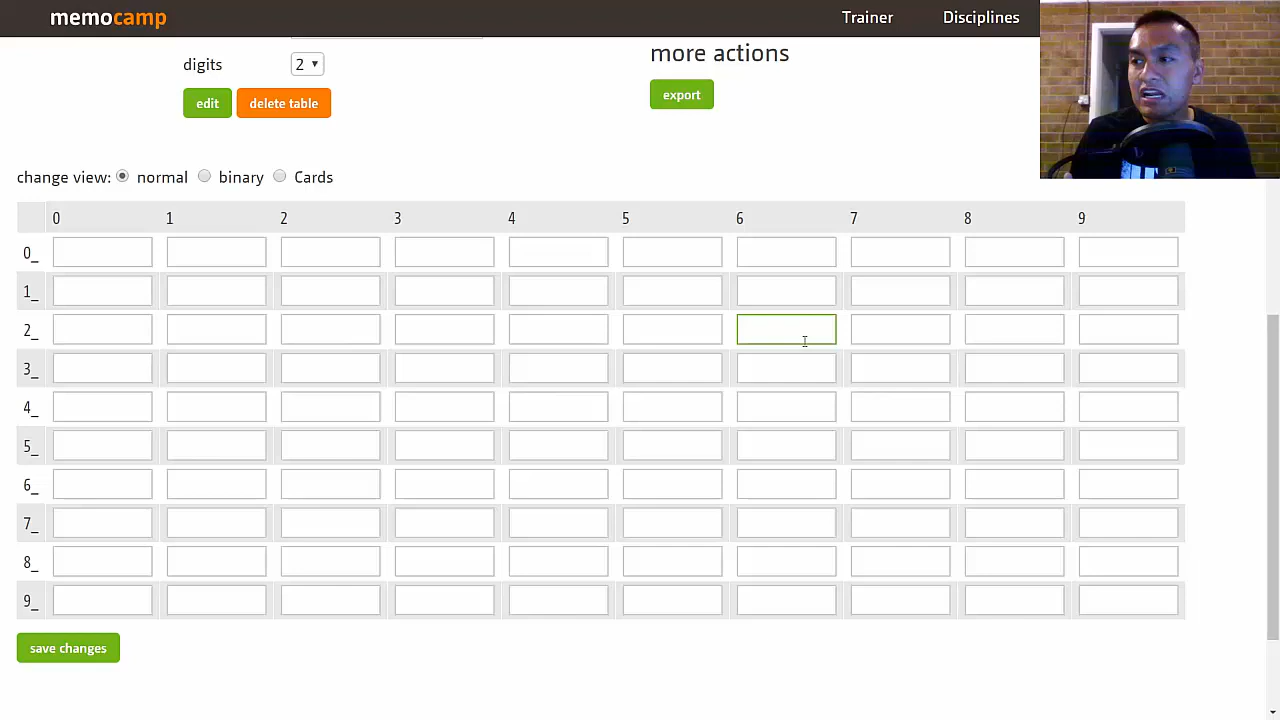 memocamp
Trainer
Disciplines
digits
2
more actions
edit
delete table
export
change view:
normal
binary
Cards
0 1 2 3 4 5 6 7 8 9
0_
1_
2_
3_
4_
5_
6_
7_
8_
9_
save changes